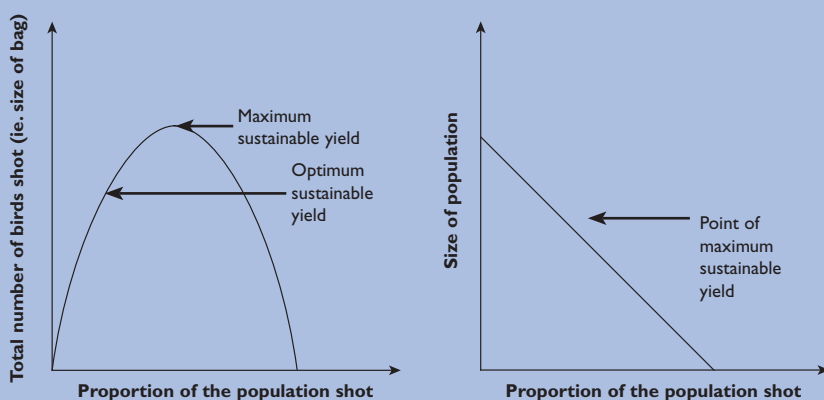 Total number of birds shot (ie. size of bag)
Maximum
sustainable yield
Optimum
sustainable
yield
Proportion of the population shot
Size of population
Point of
maximum
sustainable
yield
Proportion of the population shot